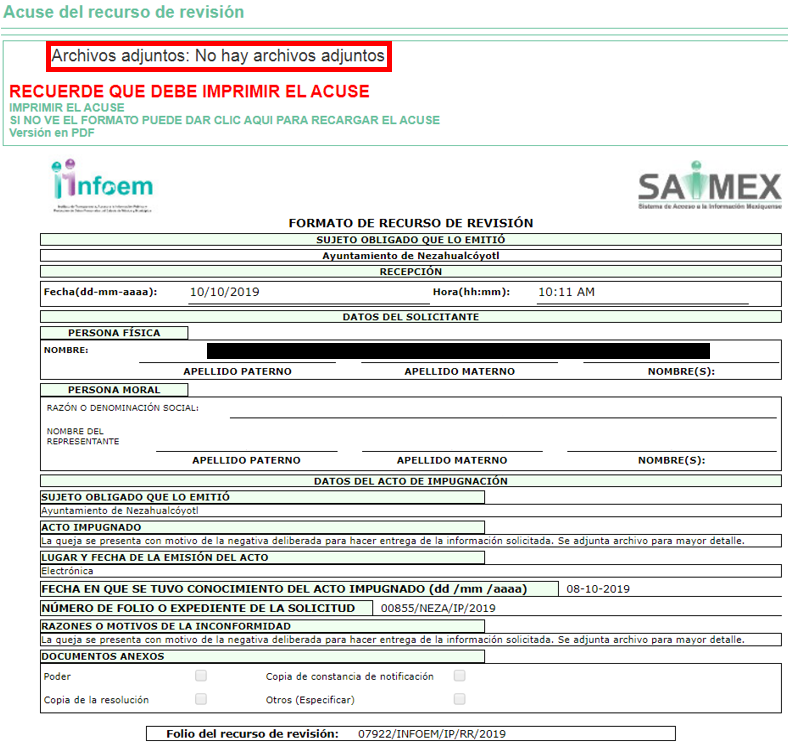 Acuse del recurso de revisión
Archivos adjuntos: No hay archivos adjuntos
RECUERDE QUE DEBE IMPRIMIR EL ACUSE
IMPRIMIR EL ACUSE
SI NO VE EL FORMATO PUEDE DAR CLIC AQUI PARA RECARGAR EL ACUSE
Versión en PDF
infoem
SAIMEX
Sistema de Acceso a la Información Mexiquense
FORMATO DE RECURSO DE REVISIÓN
SUJETO OBLIGADO QUE LO EMITIÓ
Ayuntamiento de Nezahualcóyotl
RECEPCIÓN
Fecha(dd-mm-aaaa): 10/10/2019 Hora(hh:mm): 10:11 AM
DATOS DEL SOLICITANTE
PERSONA FÍSICA
NOMBRE:
APELLIDO PATERNO APELLIDO MATERNO NOMBRE(S):
PERSONA MORAL
RAZÓN O DENOMINACIÓN SOCIAL:
NOMBRE DEL
REPRESENTANTE
APELLIDO PATERNO APELLIDO MATERNO NOMBRE(S):
DATOS DEL ACTO DE IMPUGNACIÓN
SUJETO OBLIGADO QUE LO EMITIÓ
Ayuntamiento de Nezahualcóyotl
ACTO IMPUGNADO
La queja se presenta con motivo de la negativa deliberada para hacer entrega de la información solicitada. Se adjunta archivo para mayor detalle.
LUGAR Y FECHA DE LA EMISIÓN DEL ACTO
Electrónica
FECHA EN QUE SE TUVO CONOCIMIENTO DEL ACTO IMPUGNADO (dd /mm /aaaa) 08-10-2019
NÚMERO DE FOLIO O EXPEDIENTE DE LA SOLICITUD 00855/NEZA/IP/2019
RAZONES O MOTIVOS DE LA INCONFORMIDAD
La queja se presenta con motivo de la negativa deliberada para hacer entrega de la información solicitada. Se adjunta archivo para mayor detalle.
DOCUMENTOS ANEXOS
Poder Copia de constancia de notificación
Copia de la resolución Otros (Especificar)
Folio del recurso de revisión: 07922/INFOEM/IP/RR/2019